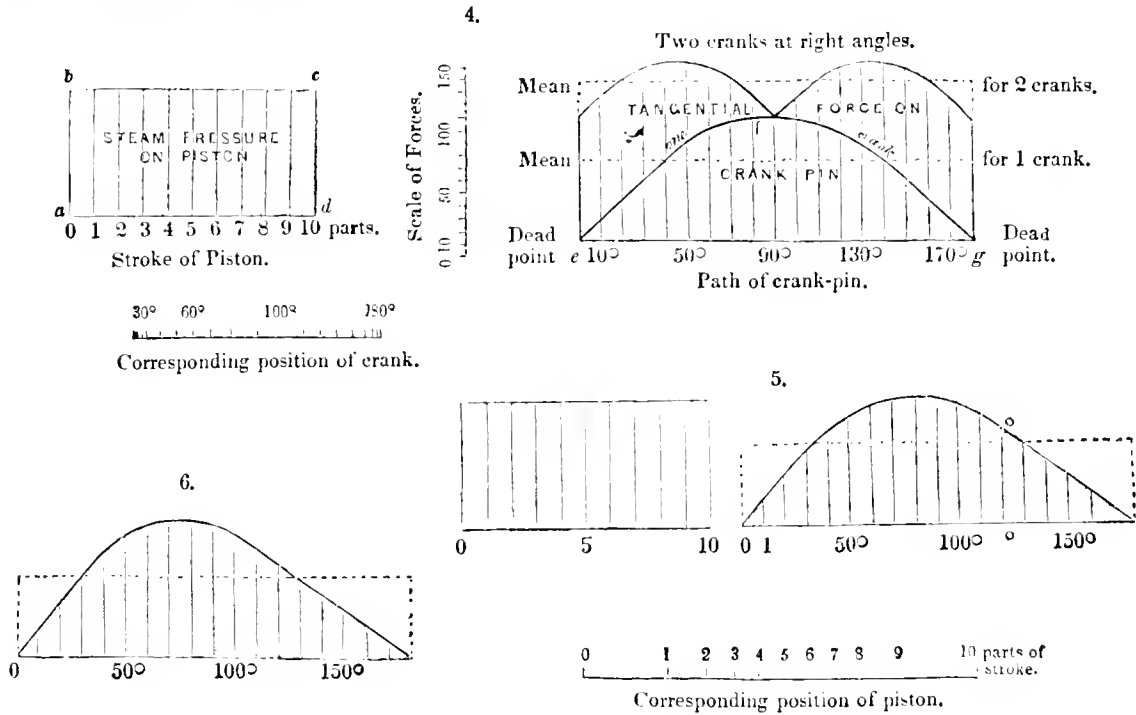 4.
Two cranks at right angles.
b c
STEAM PRESSURE
ON PISTON
a d
0 1 2 3 4 5 6 7 8 9 10 parts.
Stroke of Piston.
Scale of Forces.
0 10 50 100 150
Mean for 2 cranks.
TANGENTIAL FORCE ON
one f crank
Mean for 1 crank.
CRANK PIN
Dead Dead
point e 10° 50° 90° 130° 170° g point.
Path of crank-pin.
30° 60° 100° 180°
Corresponding position of crank.
5.
0 5 10
0 1 50° 100° 150°
6.
0 50° 100° 150°
0 1 2 3 4 5 6 7 8 9 10 parts of
stroke.
Corresponding position of piston.